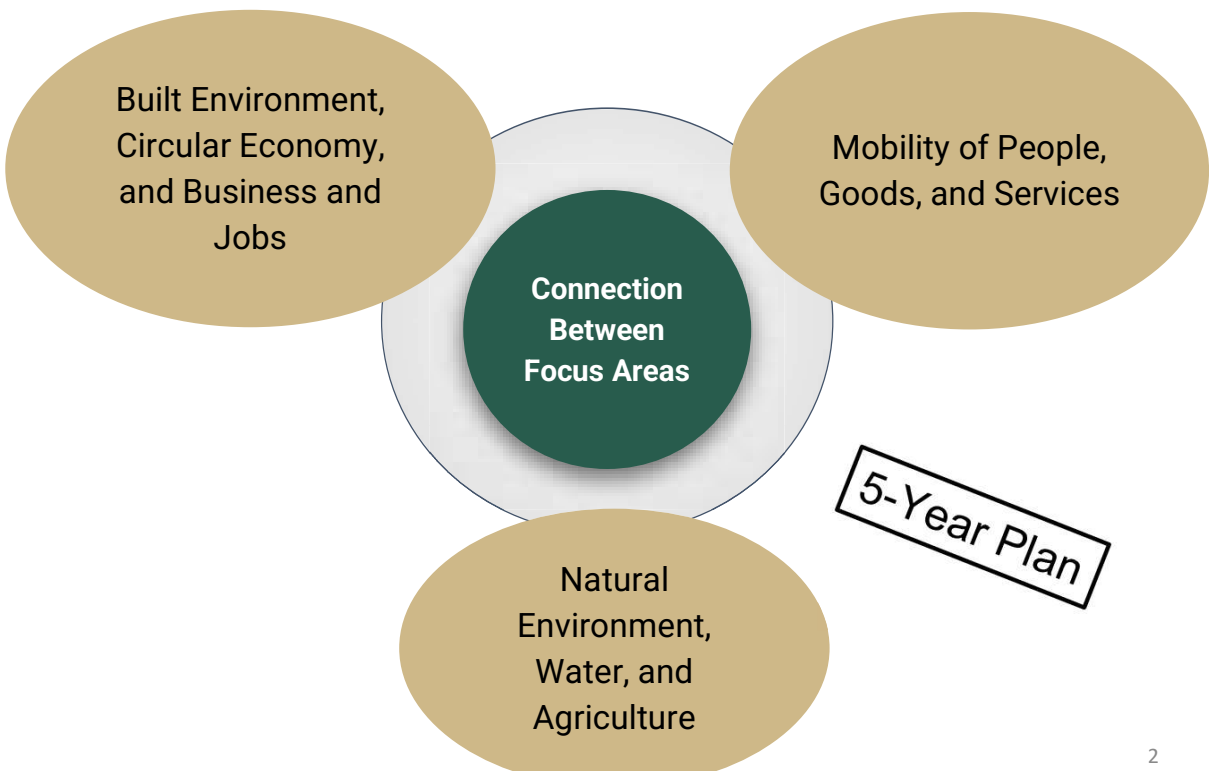 Built Environment,
Circular Economy,
and Business and
Jobs
Mobility of People,
Goods, and Services
Connection
Between
Focus Areas
5-Year Plan
Natural
Environment,
Water, and
Agriculture
2